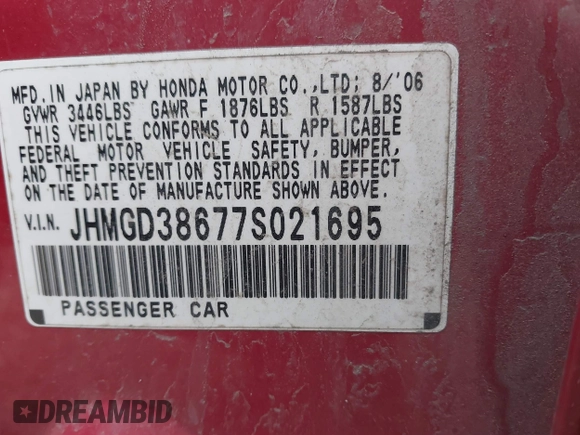 MFD.IN JAPAN BY HONDA MOTOR CO.,LTD; 8/'06
GVWR 3446LBS GAWR F 1876LBS R 1587LBS
THIS VEHICLE CONFORMS TO ALL APPLICABLE
FEDERAL MOTOR VEHICLE SAFETY, BUMPER,
AND THEFT PREVENTION STANDARDS IN EFFECT
ON THE DATE OF MANUFACTURE SHOWN ABOVE.
V.I.N. JHMGD38677S021695
PASSENGER CAR
DREAMBID